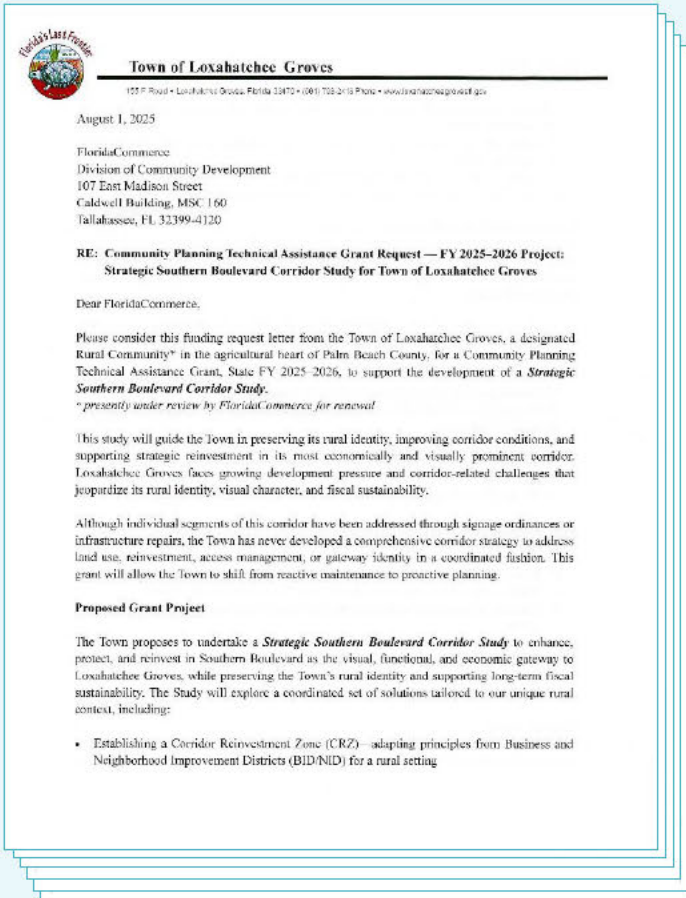 Florida's Last Frontier
Town of Loxahatchee Groves
155 F Road • Loxahatchee Groves, Florida 33470 • (561) 793-2418 Phone • www.loxahatcheegrovesfl.gov
August 1, 2025
FloridaCommerce
Division of Community Development
107 East Madison Street
Caldwell Building, MSC 160
Tallahassee, FL 32399-4120
RE: Community Planning Technical Assistance Grant Request — FY 2025–2026 Project:
Strategic Southern Boulevard Corridor Study for Town of Loxahatchee Groves
Dear FloridaCommerce,
Please consider this funding request letter from the Town of Loxahatchee Groves, a designated
Rural Community* in the agricultural heart of Palm Beach County, for a Community Planning
Technical Assistance Grant, State FY 2025–2026, to support the development of a Strategic
Southern Boulevard Corridor Study.
* presently under review by FloridaCommerce for renewal
This study will guide the Town in preserving its rural identity, improving corridor conditions, and
supporting strategic reinvestment in its most economically and visually prominent corridor.
Loxahatchee Groves faces growing development pressure and corridor-related challenges that
jeopardize its rural identity, visual character, and fiscal sustainability.
Although individual segments of this corridor have been addressed through signage ordinances or
infrastructure repairs, the Town has never developed a comprehensive corridor strategy to address
land use, reinvestment, access management, or gateway identity in a coordinated fashion. This
grant will allow the Town to shift from reactive maintenance to proactive planning.
Proposed Grant Project
The Town proposes to undertake a Strategic Southern Boulevard Corridor Study to enhance,
protect, and reinvest in Southern Boulevard as the visual, functional, and economic gateway to
Loxahatchee Groves, while preserving the Town's rural identity and supporting long-term fiscal
sustainability. The Study will explore a coordinated set of solutions tailored to our unique rural
context, including:
• Establishing a Corridor Reinvestment Zone (CRZ)—adapting principles from Business and
Neighborhood Improvement Districts (BID/NID) for a rural setting